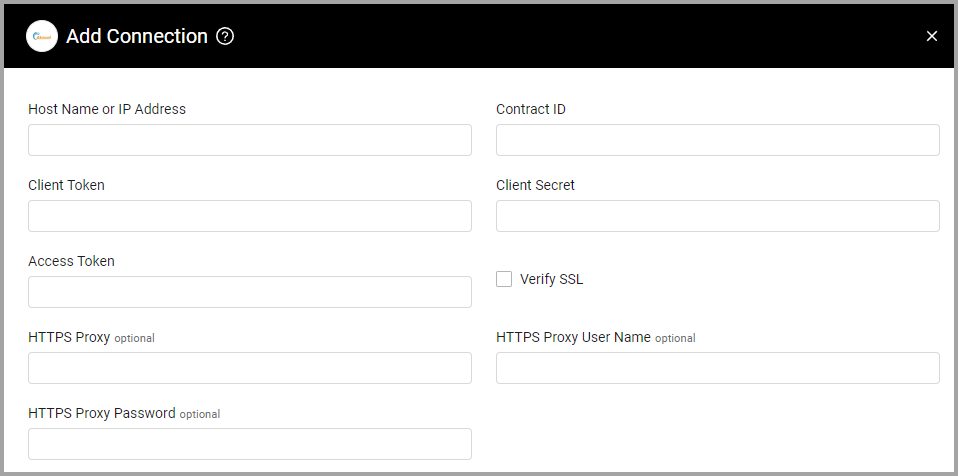 Add Connection ?
Host Name or IP Address
Contract ID
Client Token
Client Secret
Access Token
Verify SSL
HTTPS Proxy optional
HTTPS Proxy User Name optional
HTTPS Proxy Password optional